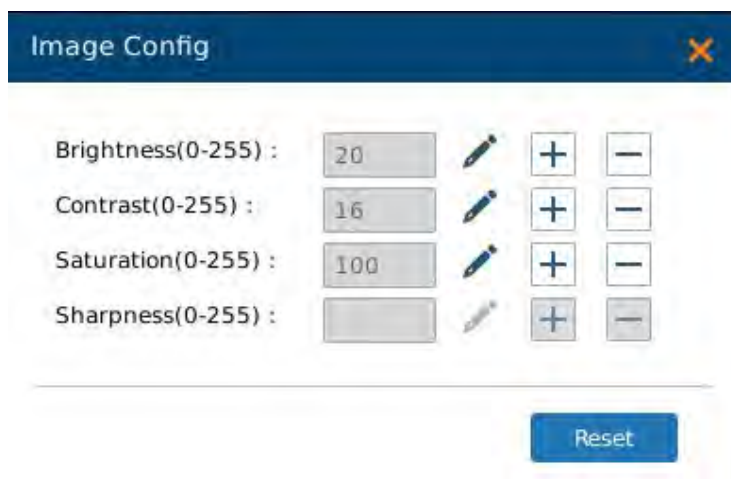 Image Config
Brightness(0-255) : 20
Contrast(0-255) : 16
Saturation(0-255) : 100
Sharpness(0-255) :
Reset